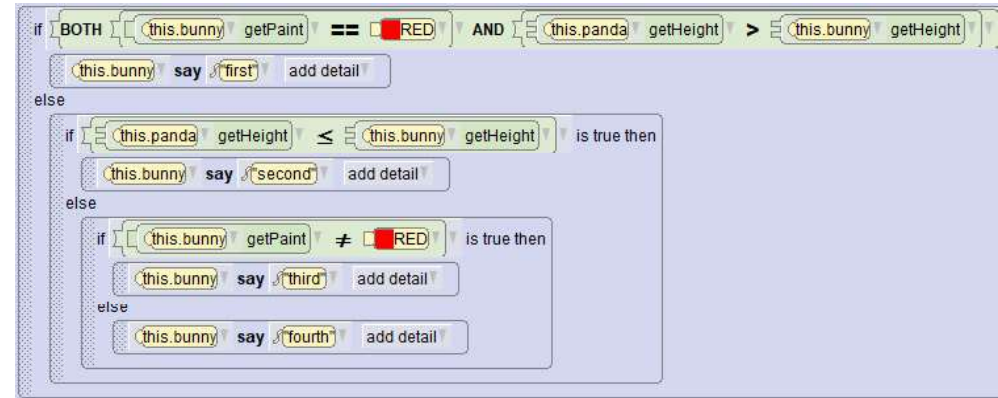 if BOTH this.bunny getPaint == RED AND this.panda getHeight > this.bunny getHeight
this.bunny say "first" add detail
else
if this.panda getHeight ≤ this.bunny getHeight is true then
this.bunny say "second" add detail
else
if this.bunny getPaint ≠ RED is true then
this.bunny say "third" add detail
else
this.bunny say "fourth" add detail